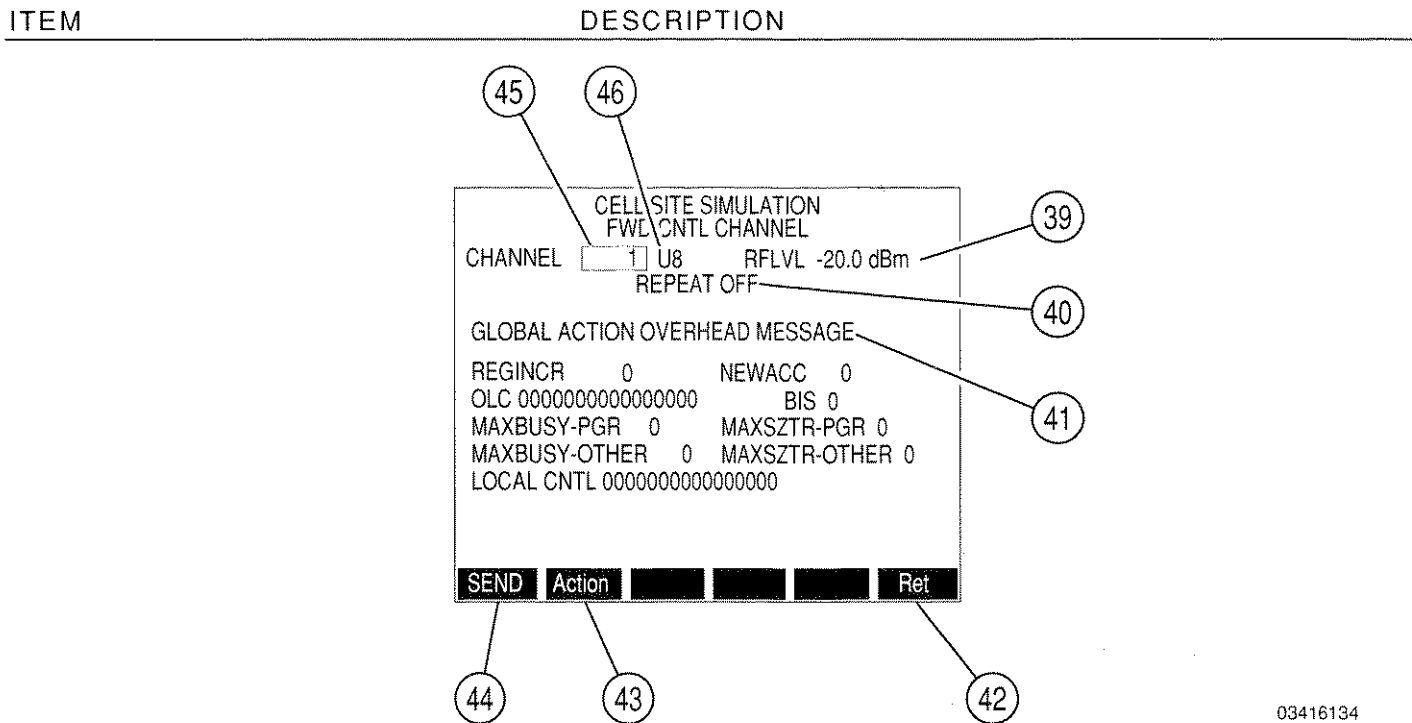 ITEM DESCRIPTION
45 46
CELL SITE SIMULATION
FWD CNTL CHANNEL
39
CHANNEL 1 U8 RFLVL -20.0 dBm
REPEAT OFF
40
GLOBAL ACTION OVERHEAD MESSAGE
REGINCR 0 NEWACC 0
OLC 0000000000000000 BIS 0
41
MAXBUSY-PGR 0 MAXSZTR-PGR 0
MAXBUSY-OTHER 0 MAXSZTR-OTHER 0
LOCAL CNTL 0000000000000000
SEND Action Ret
44 43 42
03416134